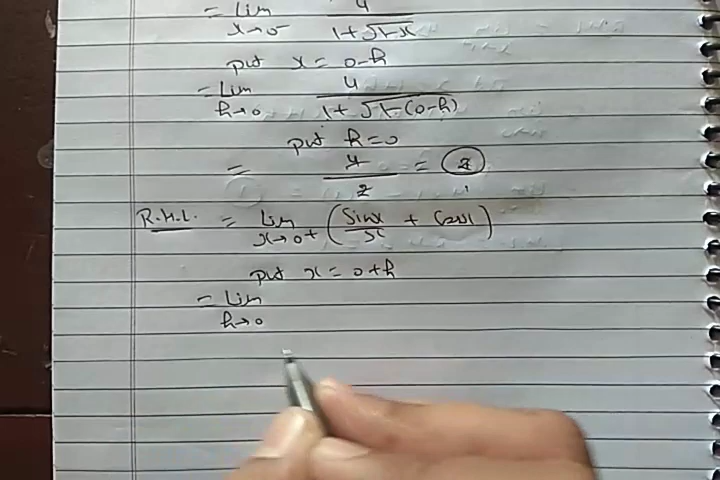 = Lim 4
x→0⁻ 1+√1-x
put x = 0-h
= Lim 4
h→0 1+ √1-(0-h)
put h=0
= 4/2 = 2
R.H.L. = Lim x→0+ (Sinx/x + Cosx)
put x = 0+h
= Lim
h→0